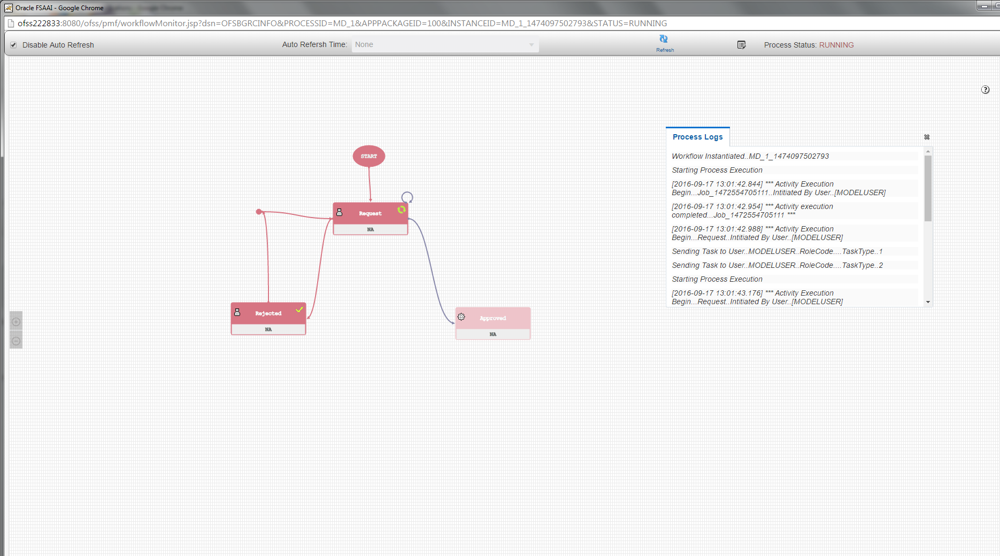 Oracle FSAAI - Google Chrome
ofss222833:8080/ofss/pmf/workflowMonitor.jsp?dsn=OFSBGRCINFO&PROCESSID=MD_1&APPPACKAGEID=100&INSTANCEID=MD_1_1474097502793&STATUS=RUNNING
Disable Auto Refresh
Auto Refersh Time: None
Refresh
Process Status: RUNNING
?
Process Logs
Workflow Instantiated..MD_1_1474097502793
Starting Process Execution
[2016-09-17 13:01:42.844] *** Activity Execution
Begin...Job_1472554705111..Intitiated By User..[MODELUSER]
[2016-09-17 13:01:42.954] *** Activity execution
completed...Job_1472554705111 ***
[2016-09-17 13:01:42.988] *** Activity Execution
Begin...Request..Intitiated By User..[MODELUSER]
Sending Task to User..MODELUSER..RoleCode....TaskType..1
Sending Task to User..MODELUSER..RoleCode....TaskType..2
Starting Process Execution
[2016-09-17 13:01:43.176] *** Activity Execution
Begin...Request..Intitiated By User..[MODELUSER]
START
Request
NA
Rejected
NA
Approved
NA